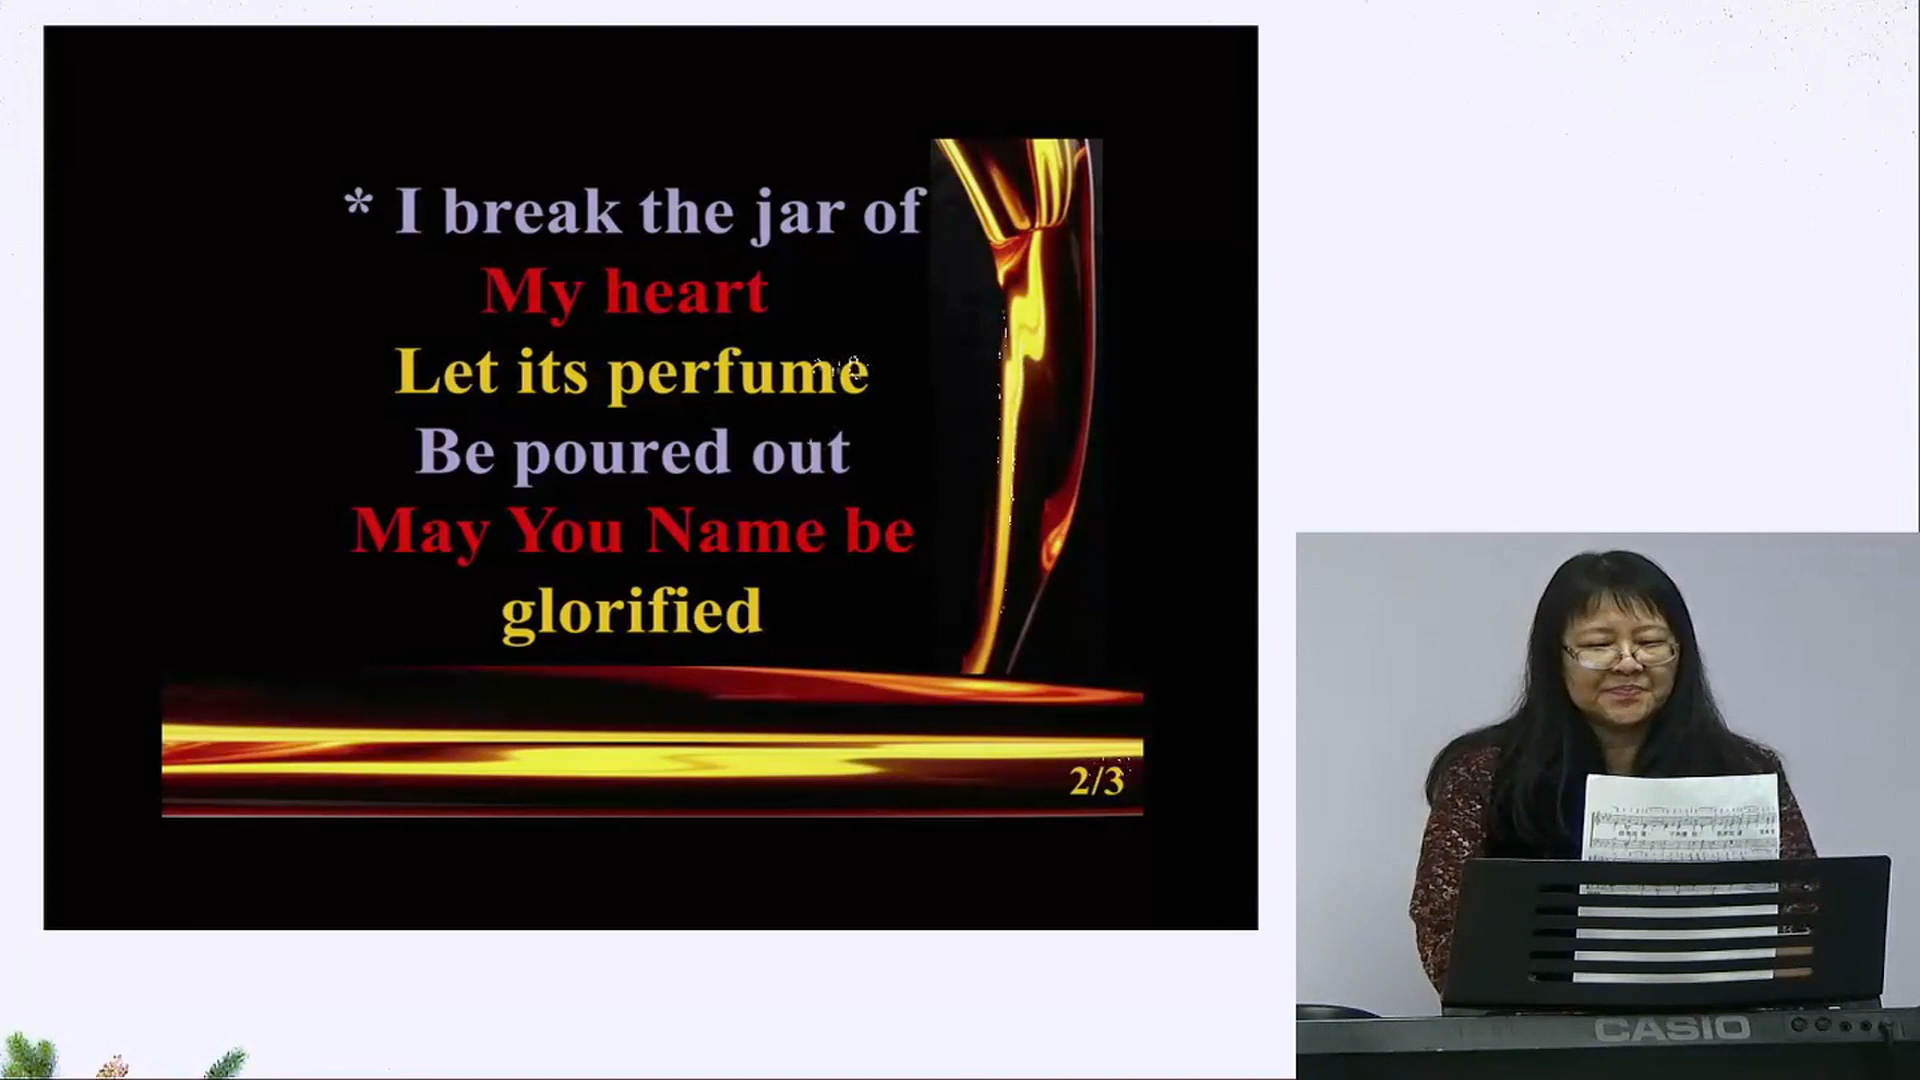 * I break the jar of
My heart
Let its perfume
Be poured out
May You Name be
glorified
2/3
CASIO